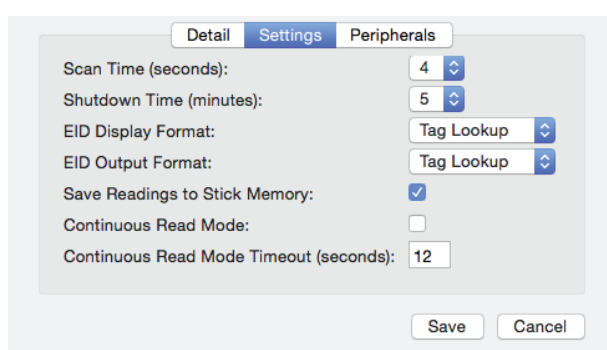 Detail Settings Peripherals
Scan Time (seconds): 4
Shutdown Time (minutes): 5
EID Display Format: Tag Lookup
EID Output Format: Tag Lookup
Save Readings to Stick Memory:
Continuous Read Mode:
Continuous Read Mode Timeout (seconds): 12
Save Cancel